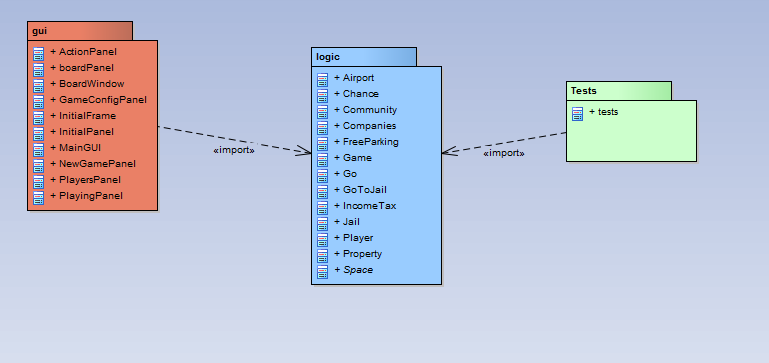 gui
+ ActionPanel
+ boardPanel
+ BoardWindow
+ GameConfigPanel
+ InitialFrame
+ InitialPanel
+ MainGUI
+ NewGamePanel
+ PlayersPanel
+ PlayingPanel
«import»
logic
+ Airport
+ Chance
+ Community
+ Companies
+ FreeParking
+ Game
+ Go
+ GoToJail
+ IncomeTax
+ Jail
+ Player
+ Property
+ Space
«import»
Tests
+ tests